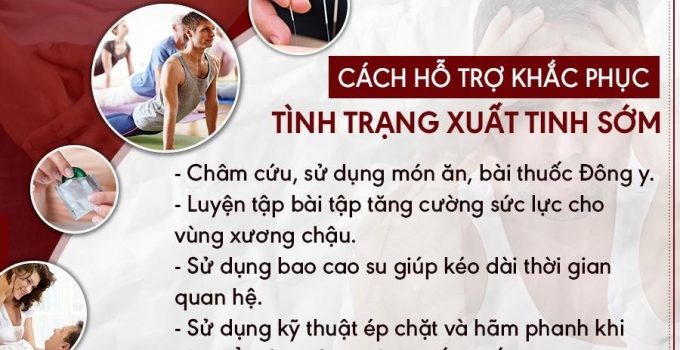 CÁCH HỖ TRỢ KHẮC PHỤC
TÌNH TRẠNG XUẤT TINH SỚM
- Châm cứu, sử dụng món ăn, bài thuốc Đông y.
- Luyện tập bài tập tăng cường sức lực cho
vùng xương chậu.
- Sử dụng bao cao su giúp kéo dài thời gian
quan hệ.
- Sử dụng kỹ thuật ép chặt và hãm phanh khi